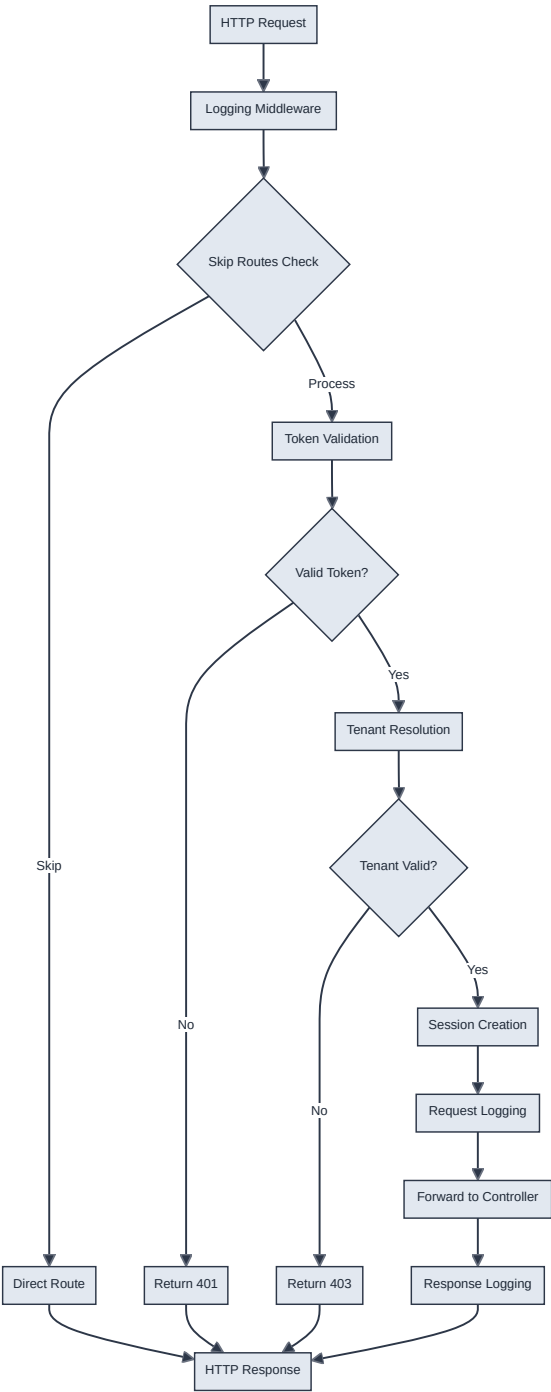 HTTP Request
Logging Middleware
Skip Routes Check
Process
Token Validation
Valid Token?
Yes
Tenant Resolution
Skip
Tenant Valid?
Yes
No
Session Creation
No
Request Logging
Forward to Controller
Direct Route
Return 401
Return 403
Response Logging
HTTP Response